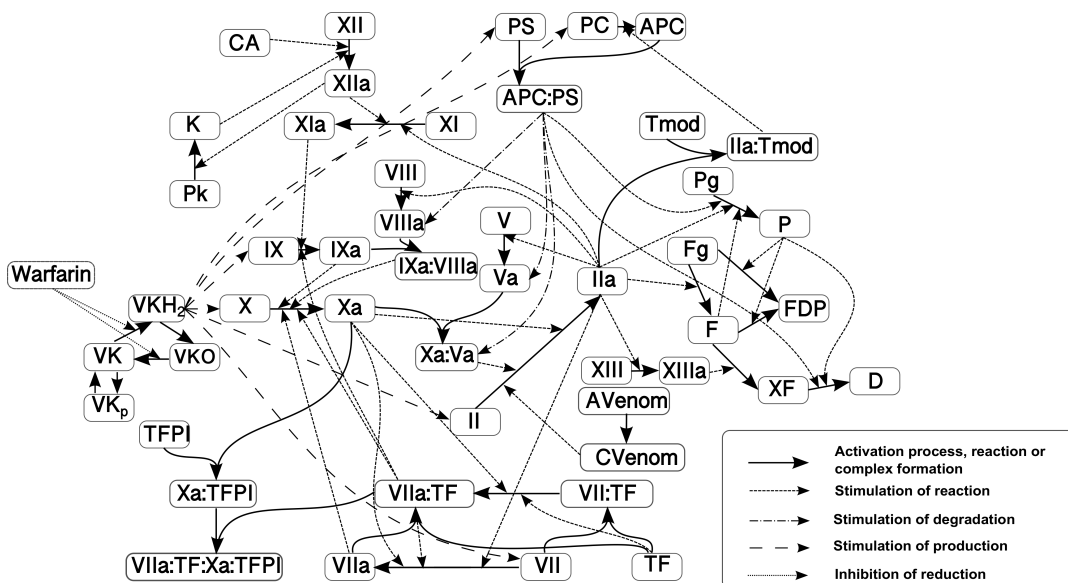 XII
PS
PC
APC
CA
XIIa
APC:PS
K
XIa
XI
Tmod
IIa:Tmod
Pk
VIII
Pg
VIIIa
V
P
IX
IXa
Fg
IXa:VIIIa
Warfarin
Va
IIa
VKH2
X
Xa
FDP
F
VK
VKO
Xa:Va
XIII
XIIIa
XF
D
VKp
II
AVenom
TFPI
CVenom
Xa:TFPI
VIIa:TF
VII:TF
VIIa:TF:Xa:TFPI
VIIa
VII
TF
Activation process, reaction or
complex formation
Stimulation of reaction
Stimulation of degradation
Stimulation of production
Inhibition of reduction